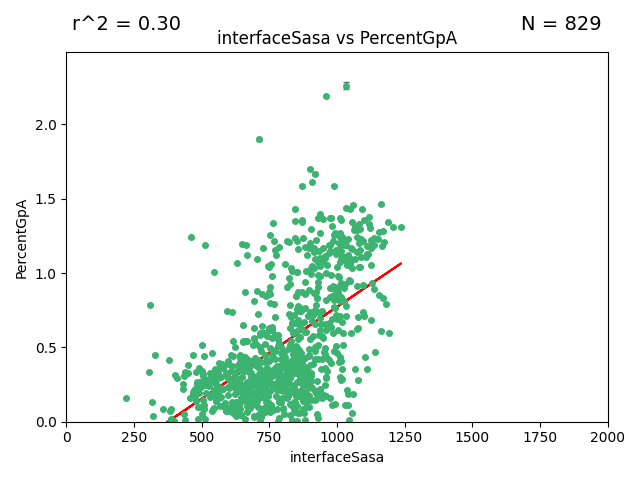 r^2 = 0.30
N = 829
interfaceSasa vs PercentGpA
PercentGpA
2.0
1.5
1.0
0.5
0.0
0 250 500 750 1000 1250 1500 1750 2000
interfaceSasa